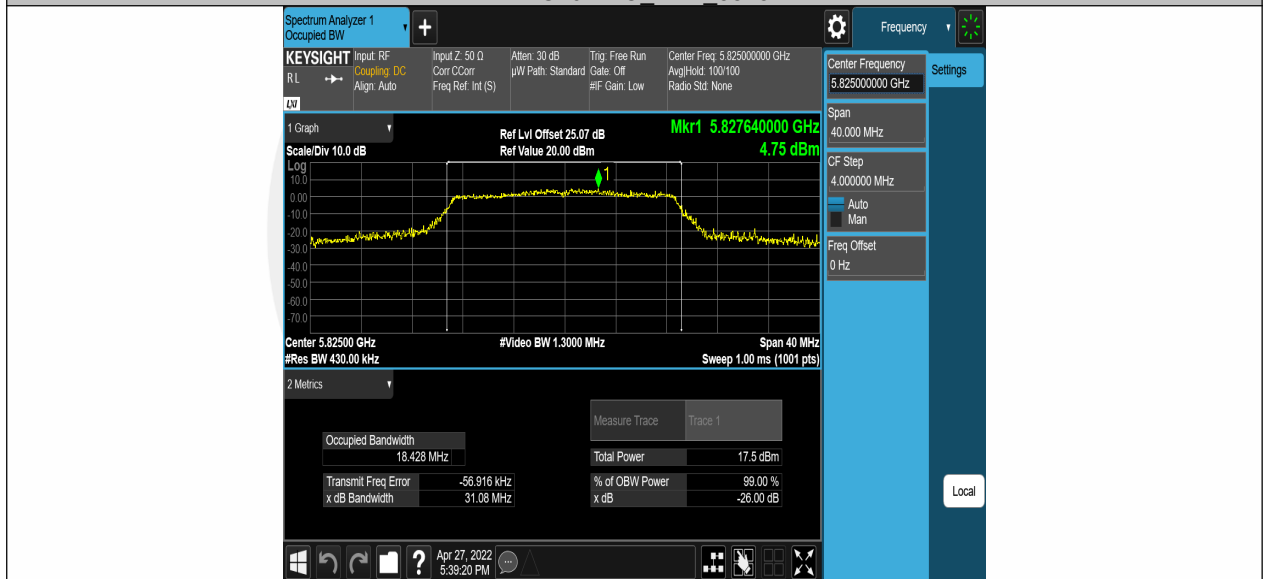 Spectrum Analyzer 1
Occupied BW
+
Frequency
KEYSIGHT
RL
LXI
Input: RF
Coupling: DC
Align: Auto
Input Z: 50 Ω
Corr CCorr
Freq Ref: Int (S)
Atten: 30 dB
µW Path: Standard
Trig: Free Run
Gate: Off
#IF Gain: Low
Center Freq: 5.825000000 GHz
Avg|Hold: 100/100
Radio Std: None
Center Frequency
5.825000000 GHz
Settings
Span
40.000 MHz
CF Step
4.000000 MHz
Auto
Man
Freq Offset
0 Hz
Local
1 Graph
Scale/Div 10.0 dB
Ref Lvl Offset 25.07 dB
Ref Value 20.00 dBm
Mkr1 5.827640000 GHz
4.75 dBm
Log
10.0
0.00
-10.0
-20.0
-30.0
-40.0
-50.0
-60.0
-70.0
1
Center 5.82500 GHz
#Video BW 1.3000 MHz
Span 40 MHz
#Res BW 430.00 kHz
Sweep 1.00 ms (1001 pts)
2 Metrics
Measure Trace Trace 1
Occupied Bandwidth
18.428 MHz
Total Power 17.5 dBm
Transmit Freq Error -56.916 kHz
% of OBW Power 99.00 %
x dB Bandwidth 31.08 MHz
x dB -26.00 dB
?
Apr 27, 2022
5:39:20 PM